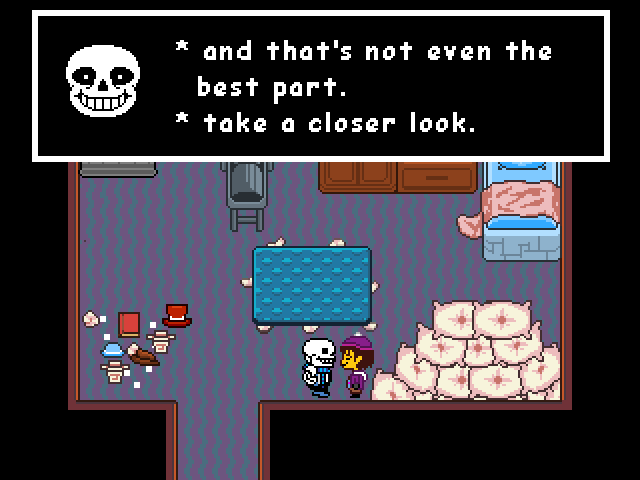 * and that's not even the
best part.
* take a closer look.